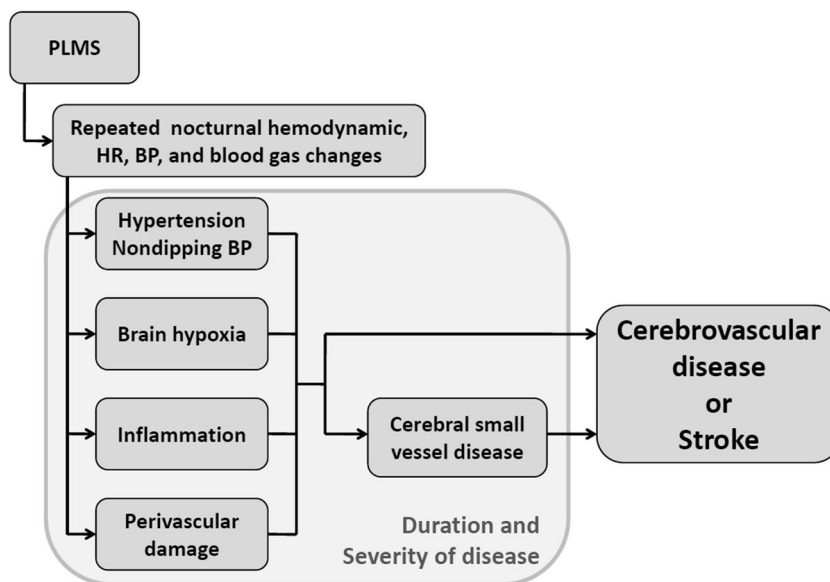 PLMS
Repeated nocturnal hemodynamic,
HR, BP, and blood gas changes
Hypertension
Nondipping BP
Brain hypoxia
Inflammation
Perivascular
damage
Cerebral small
vessel disease
Duration and
Severity of disease
Cerebrovascular
disease
or
Stroke